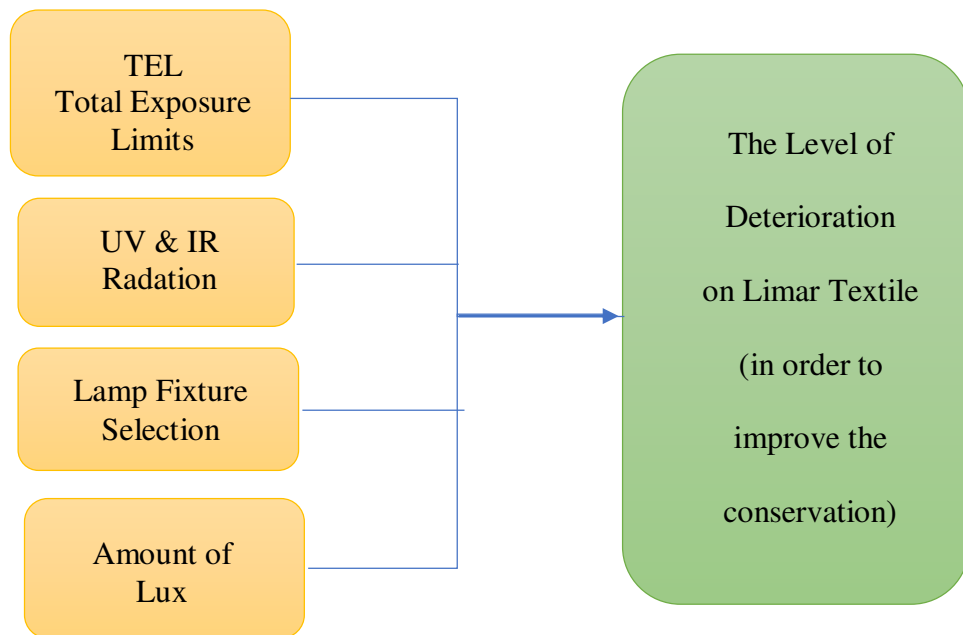 TEL
Total Exposure
Limits
UV & IR
Radation
Lamp Fixture
Selection
Amount of
Lux
The Level of
Deterioration
on Limar Textile
(in order to
improve the
conservation)